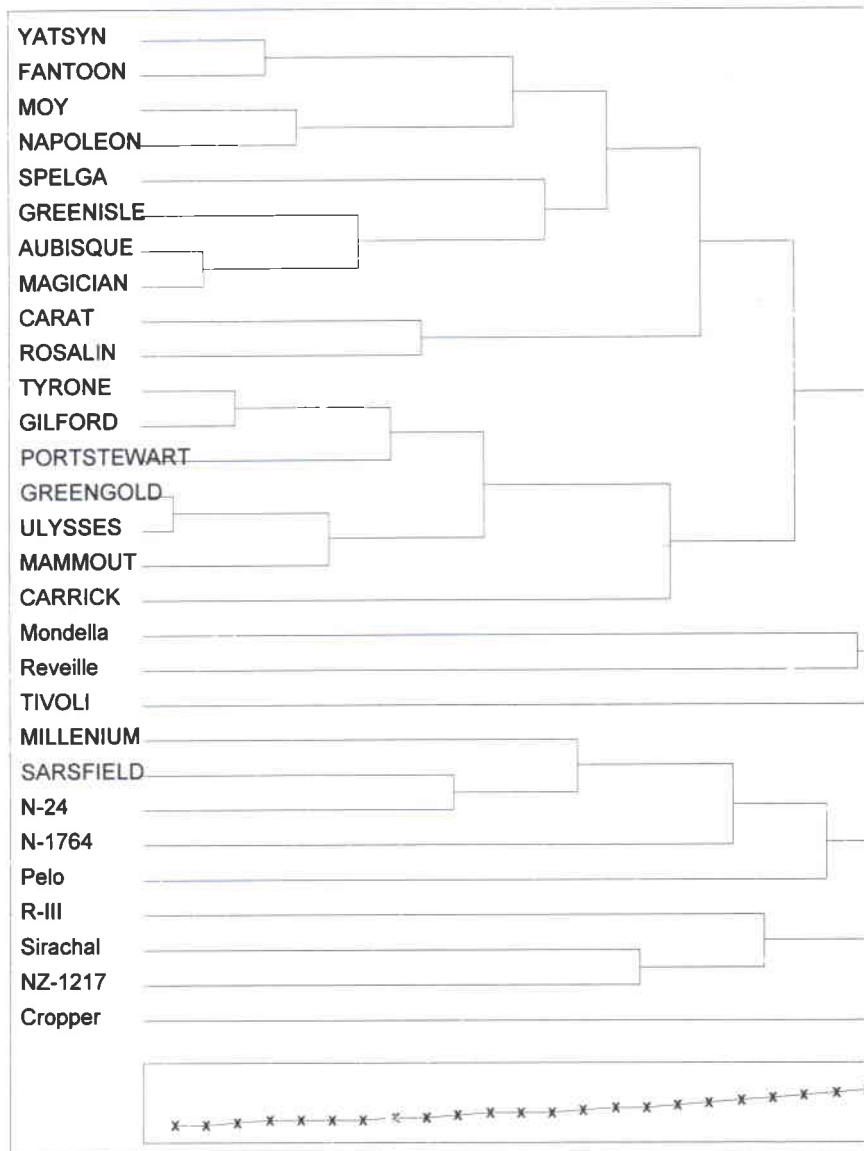 YATSYN
FANTOON
MOY
NAPOLEON
SPELGA
GREENISLE
AUBISQUE
MAGICIAN
CARAT
ROSALIN
TYRONE
GILFORD
PORTSTEWART
GREENGOLD
ULYSSES
MAMMOUT
CARRICK
Mondella
Reveille
TIVOLI
MILLENIUM
SARSFIELD
N-24
N-1764
Pelo
R-III
Sirachal
NZ-1217
Cropper